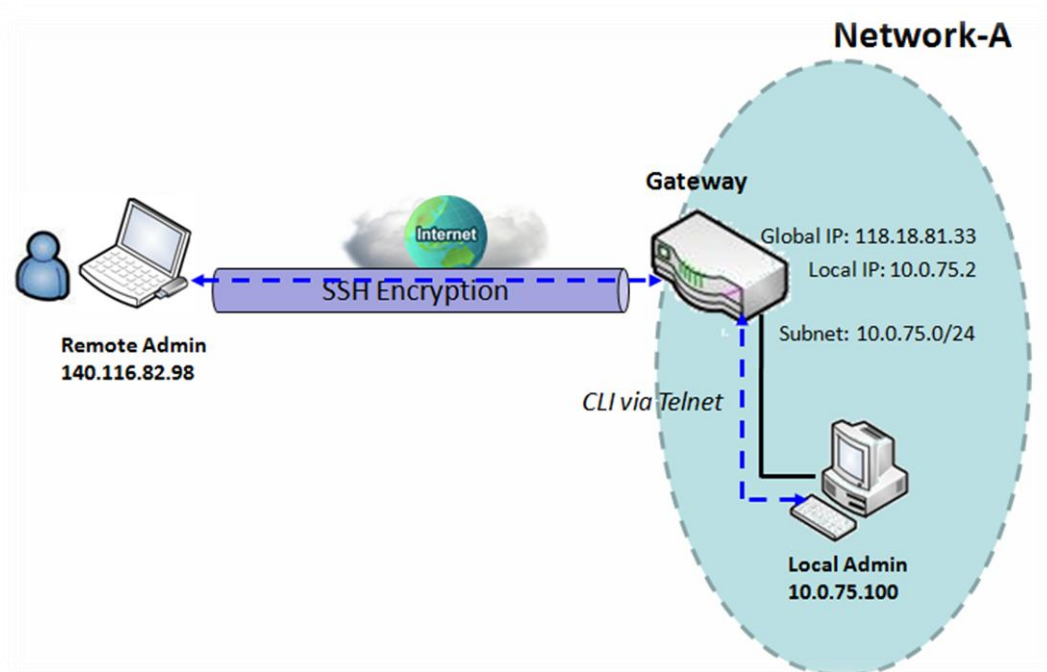 Network-A
Gateway
Global IP: 118.18.81.33
Local IP: 10.0.75.2
Internet
SSH Encryption
Subnet: 10.0.75.0/24
Remote Admin
140.116.82.98
CLI via Telnet
Local Admin
10.0.75.100